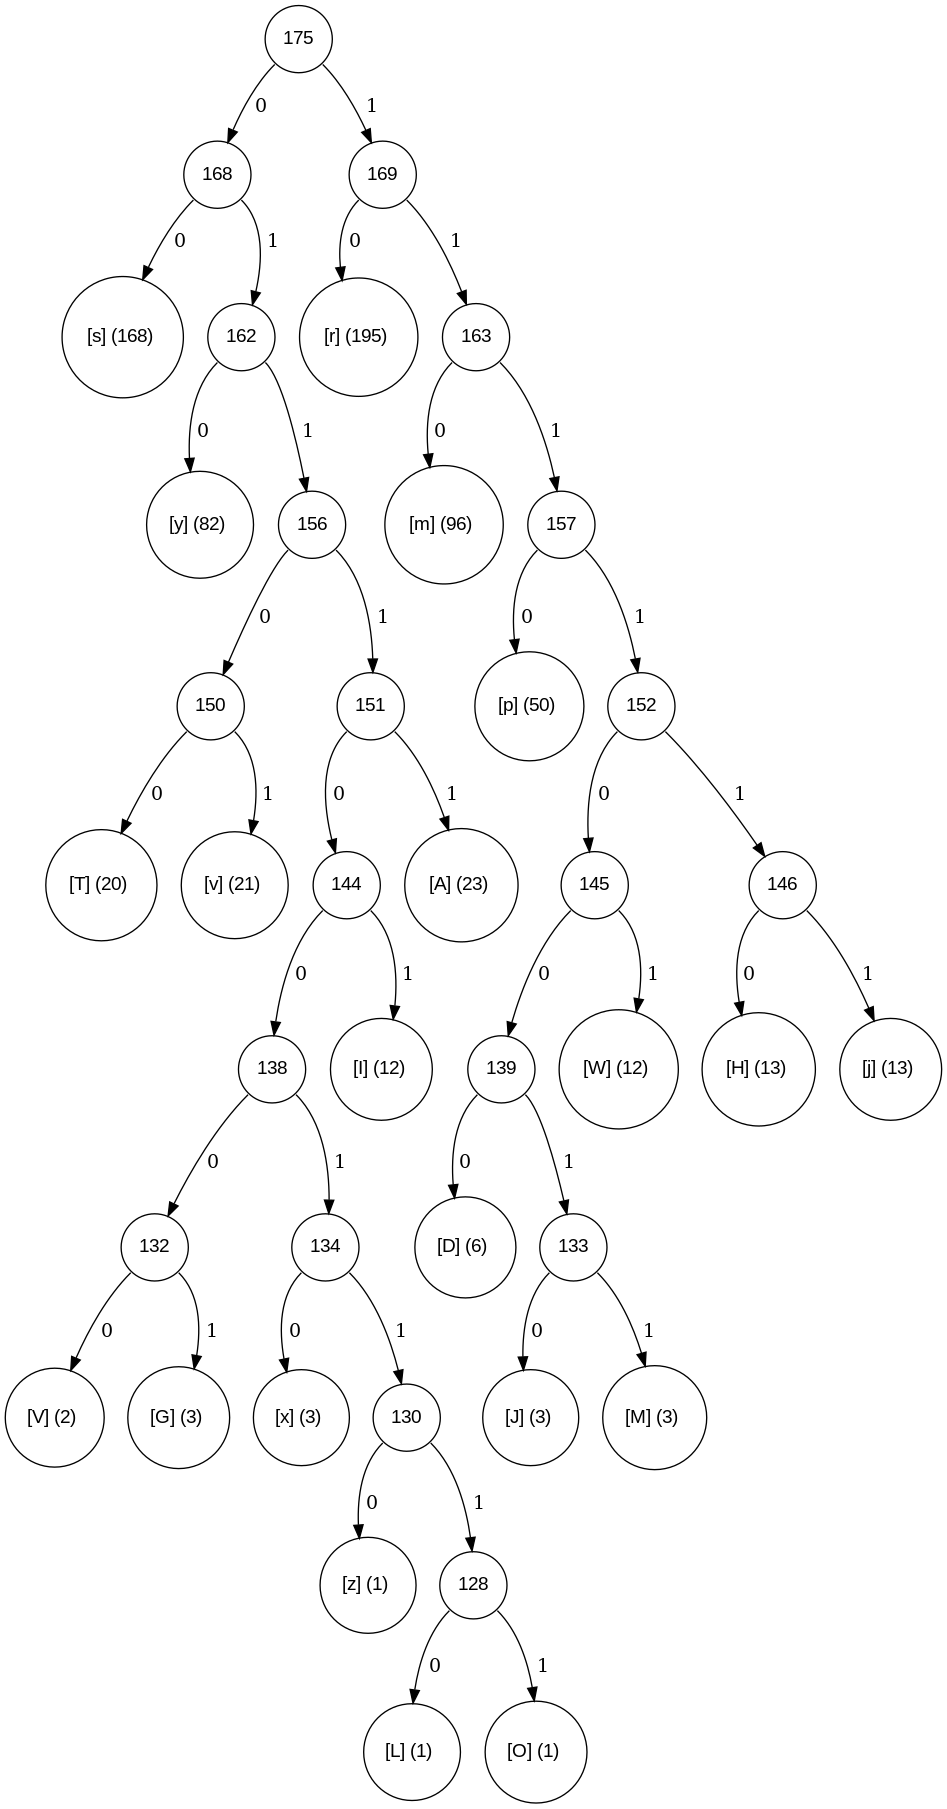 175
0 1
168 169
0 1 0 1
[s] (168) 162 [r] (195) 163
0 1 0 1
[y] (82) 156 [m] (96) 157
0 1 0 1
150 151 [p] (50) 152
0 1 0 1 0 1
[T] (20) [v] (21) 144 [A] (23) 145 146
0 1 0 1 0 1
138 [I] (12) 139 [W] (12) [H] (13) [j] (13)
0 1 0 1
132 134 [D] (6) 133
0 1 0 1 0 1
[V] (2) [G] (3) [x] (3) 130 [J] (3) [M] (3)
0 1
[z] (1) 128
0 1
[L] (1) [O] (1)